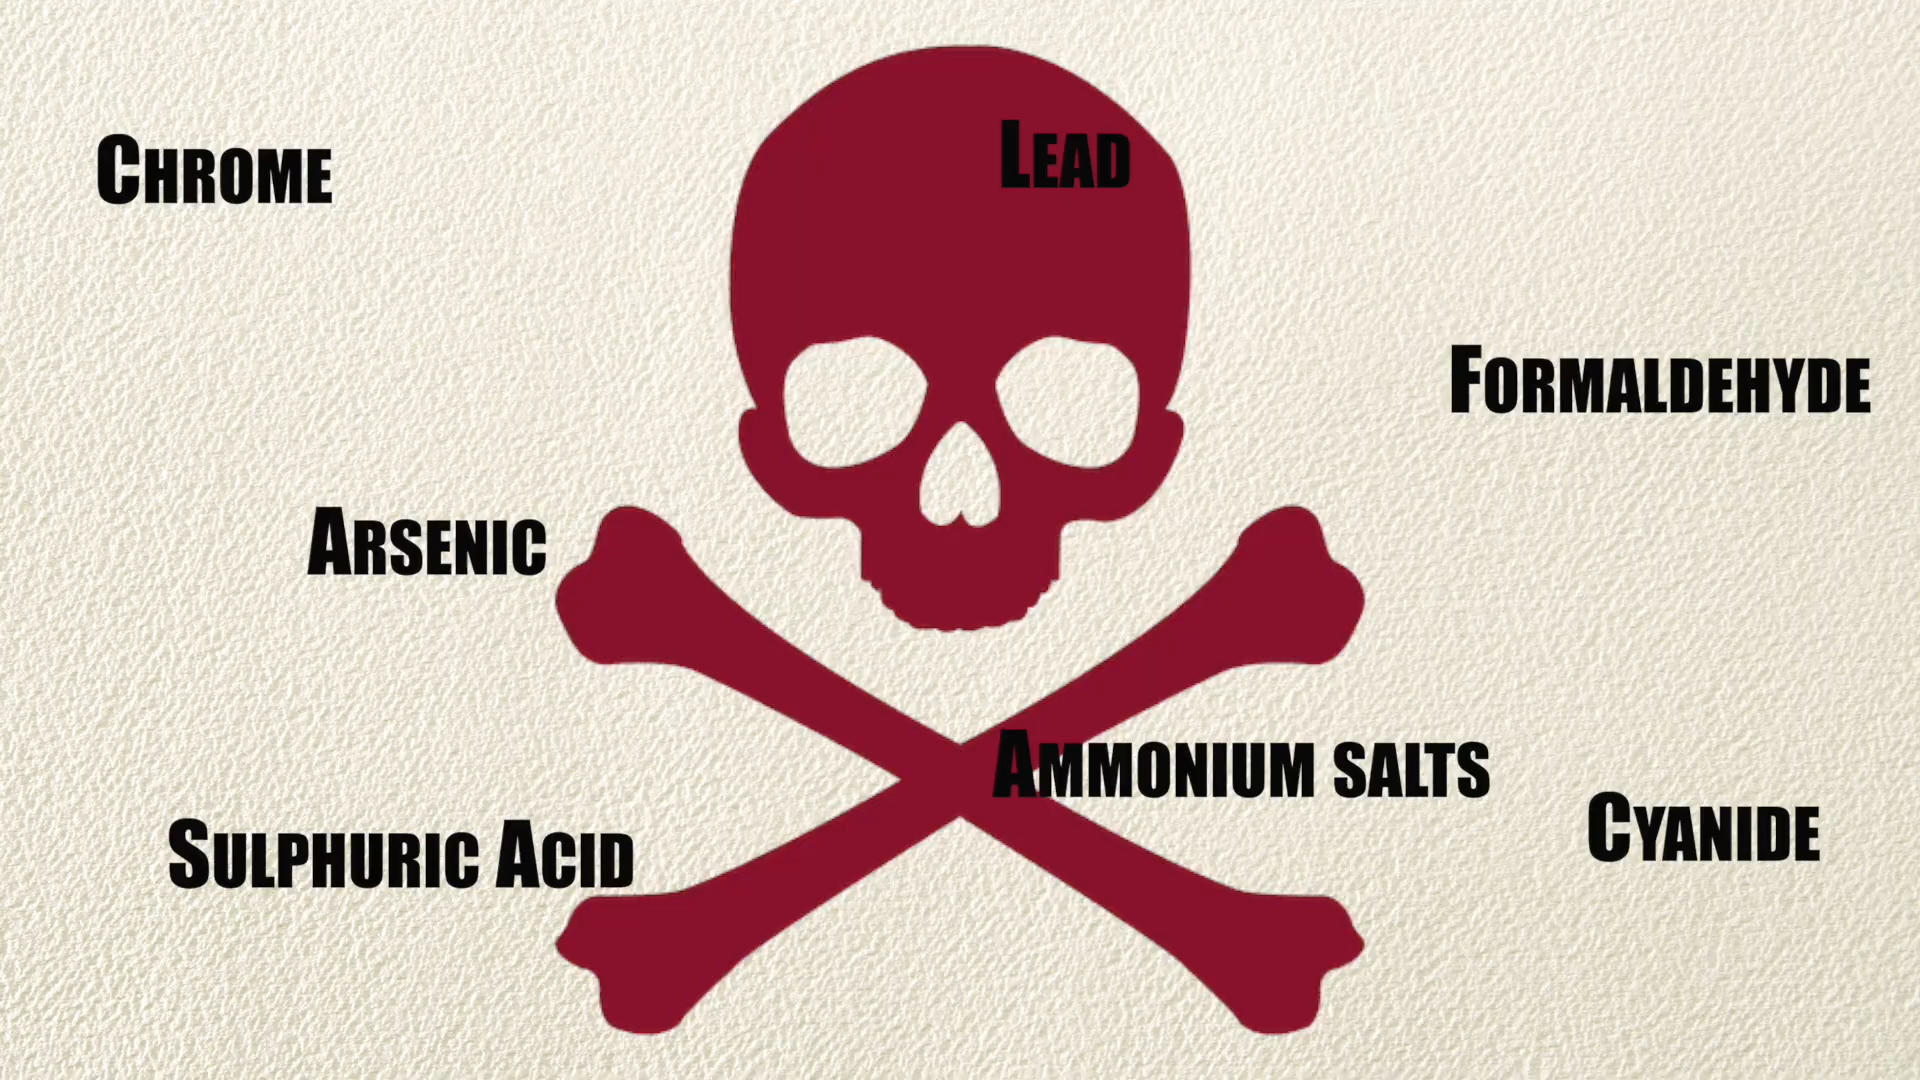 Chrome
Lead
Formaldehyde
Arsenic
Ammonium salts
Cyanide
Sulphuric Acid